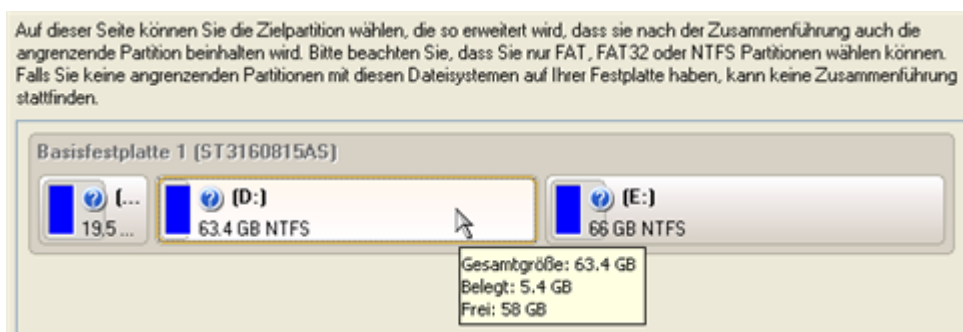 Auf dieser Seite können Sie die Zielpartition wählen, die so erweitert wird, dass sie nach der Zusammenführung auch die
angrenzende Partition beinhalten wird. Bitte beachten Sie, dass Sie nur FAT, FAT32 oder NTFS Partitionen wählen können.
Falls Sie keine angrenzenden Partitionen mit diesen Dateisystemen auf Ihrer Festplatte haben, kann keine Zusammenführung
stattfinden.
Basisfestplatte 1 (ST3160815AS)
(... (D:) (E:)
19,5 ... 63.4 GB NTFS 66 GB NTFS
Gesamtgröße: 63.4 GB
Belegt: 5.4 GB
Frei: 58 GB